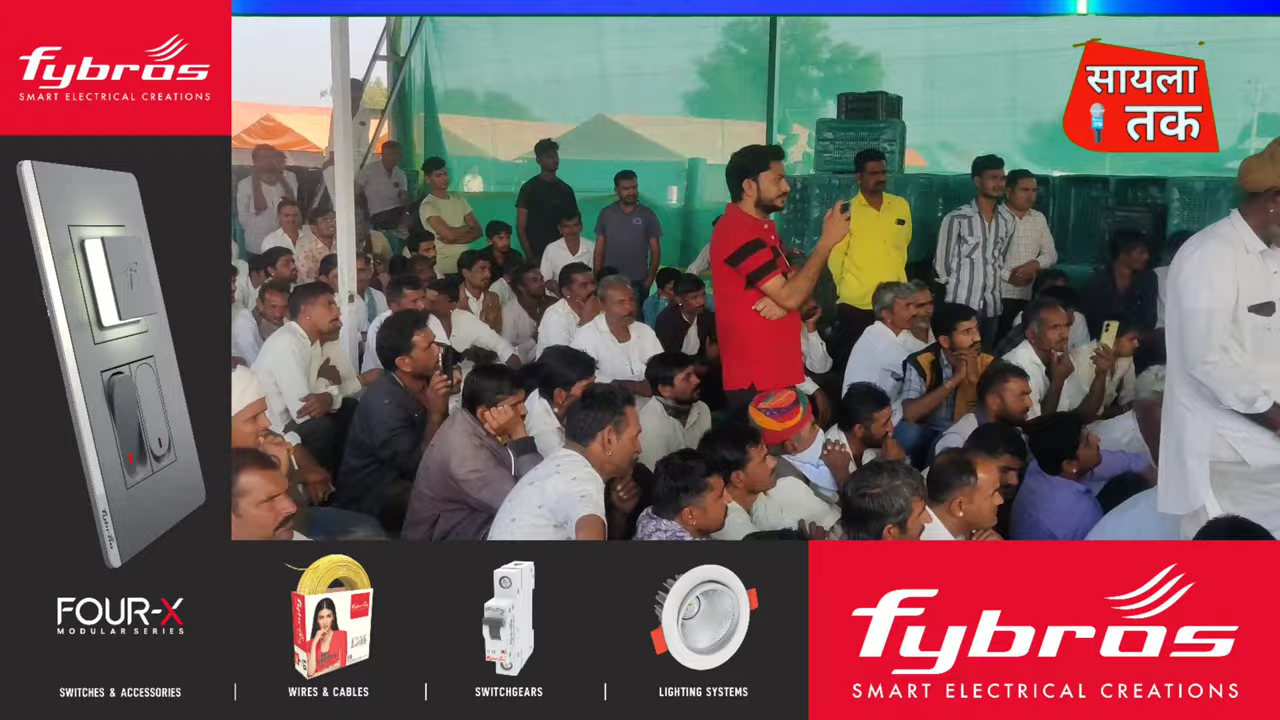 fybros
SMART ELECTRICAL CREATIONS
सायला
तक
fybros
FOUR-X
MODULAR SERIES
SWITCHES & ACCESSORIES
WIRES & CABLES
SWITCHGEARS
LIGHTING SYSTEMS
fybros
SMART ELECTRICAL CREATIONS